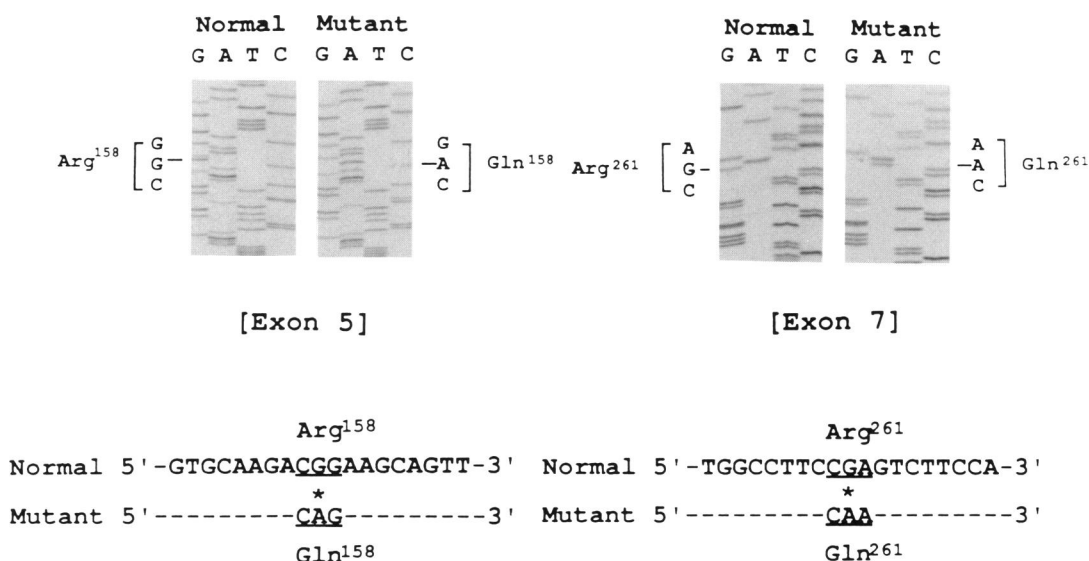 Normal Mutant
G A T C G A T C
Arg158 G G C
G A C Gln158
[Exon 5]
Normal Mutant
G A T C G A T C
Arg261 A G C
A A C Gln261
[Exon 7]
Arg158
Normal 5'-GTGCAAGACGGAAGCAGTT-3'
*
Mutant 5'---------CAG---------3'
Gln158
Arg261
Normal 5'-TGGCCTTCCGAGTCTTCCA-3'
*
Mutant 5'---------CAA---------3'
Gln261